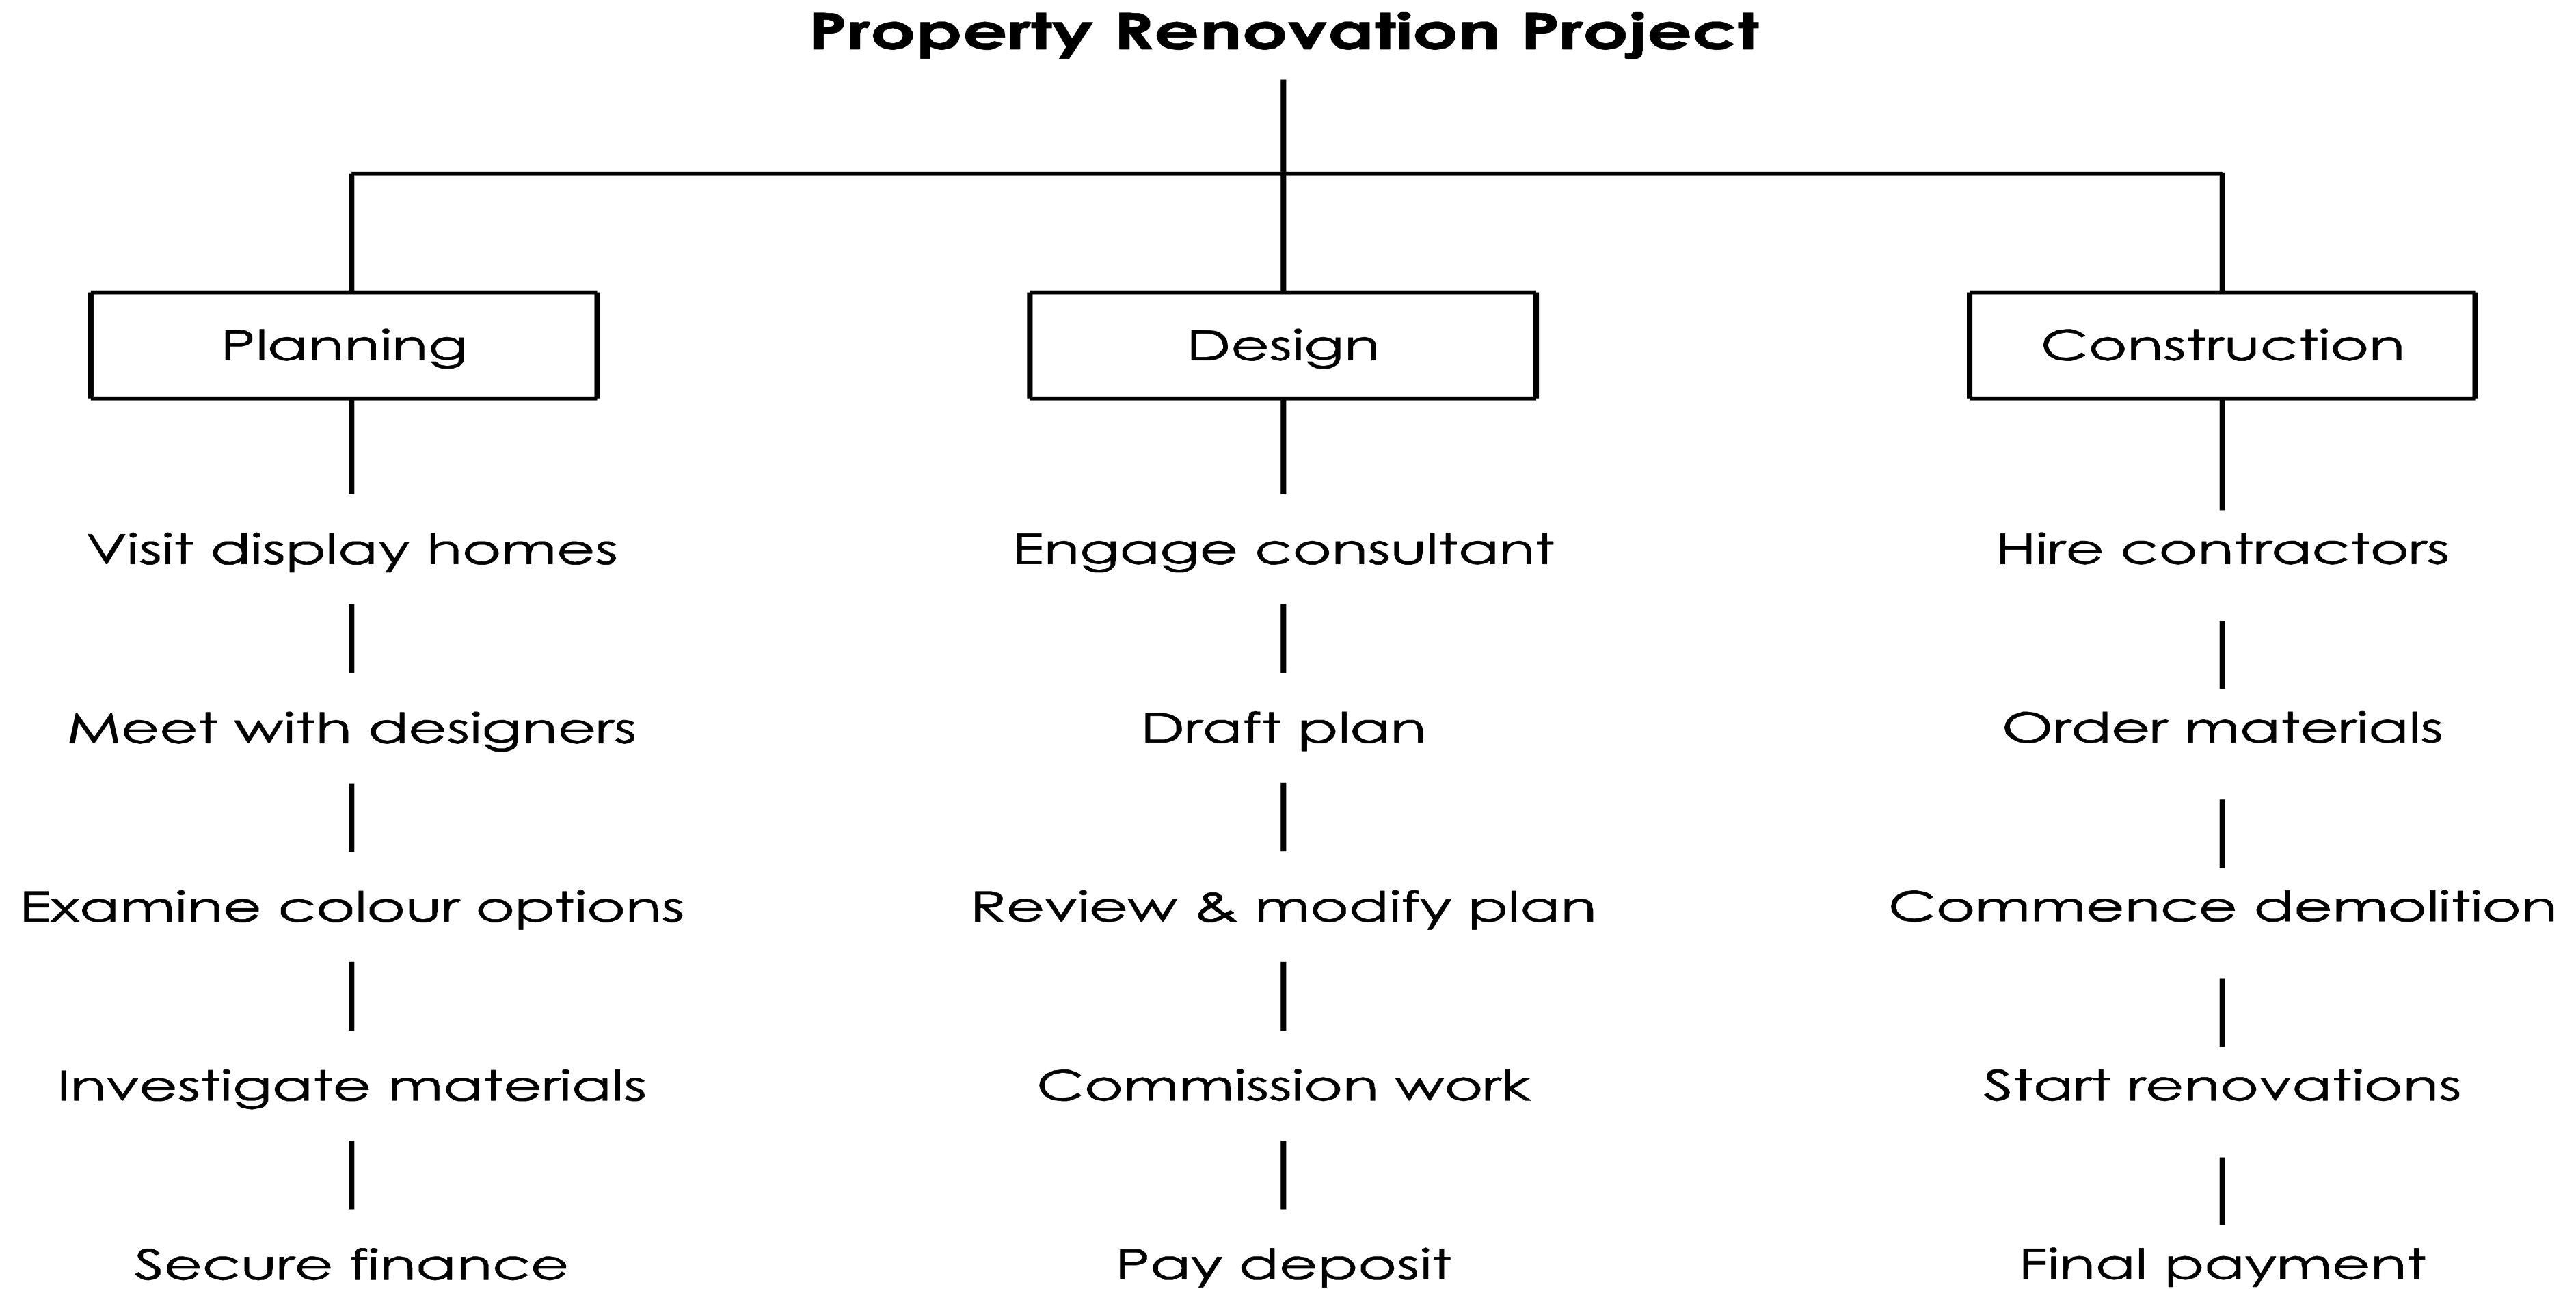 Property Renovation Project
Planning
Design
Construction
Visit display homes
Engage consultant
Hire contractors
Meet with designers
Draft plan
Order materials
Examine colour options
Review & modify plan
Commence demolition
Investigate materials
Commission work
Start renovations
Secure finance
Pay deposit
Final payment